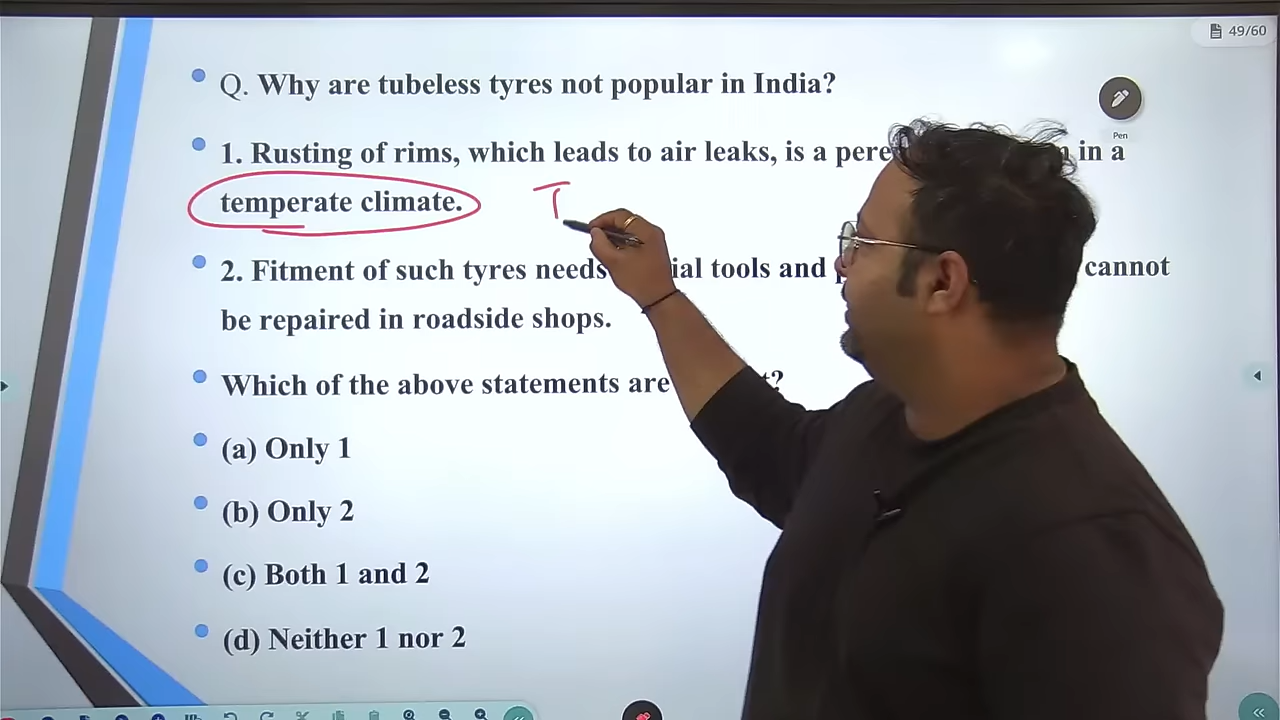 49/60
Q. Why are tubeless tyres not popular in India?
Pen
1. Rusting of rims, which leads to air leaks, is a in a
temperate climate. T
2. Fitment of such tyres needs tools and cannot
be repaired in roadside shops.
Which of the above statements are
(a) Only 1
(b) Only 2
(c) Both 1 and 2
(d) Neither 1 nor 2